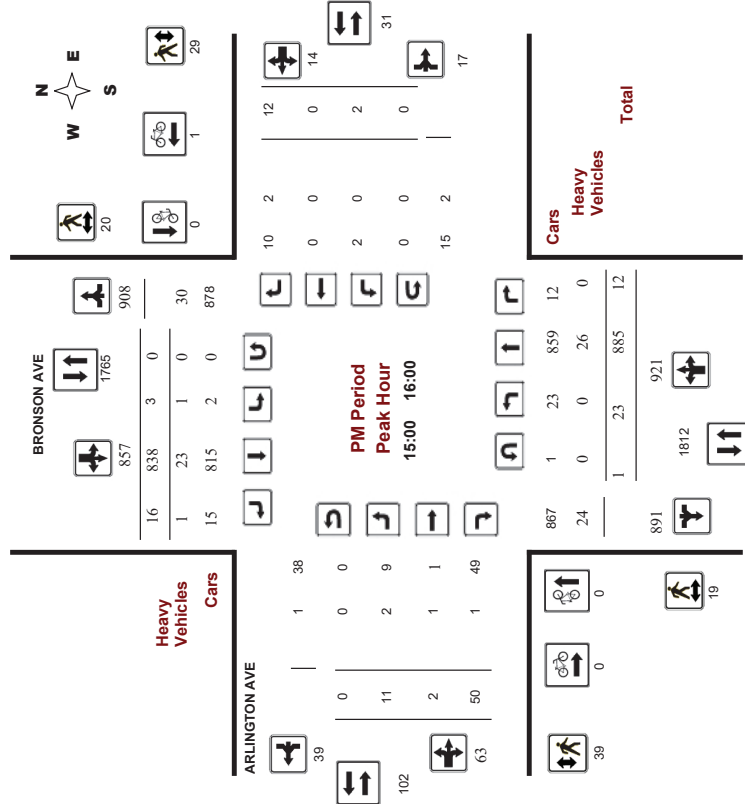 N
W E
S
BRONSON AVE
20
29
0
1
857
1765
908
16 838 3 0
1 23 1 0 30
15 815 2 0 878
Heavy
Vehicles
Cars
ARLINGTON AVE
39
1 38
0 0 0
11 2 9
2 1 1
50 1 49
102
63
PM Period
Peak Hour
15:00 16:00
10 2 12
0 0 0
2 0 2
0 0 0
15 2
14
31
17
Cars
Heavy
Vehicles
Total
867 1 23 859 12
24 0 0 26 0
1 23 885 12
891
1812
921
39
0
0
19